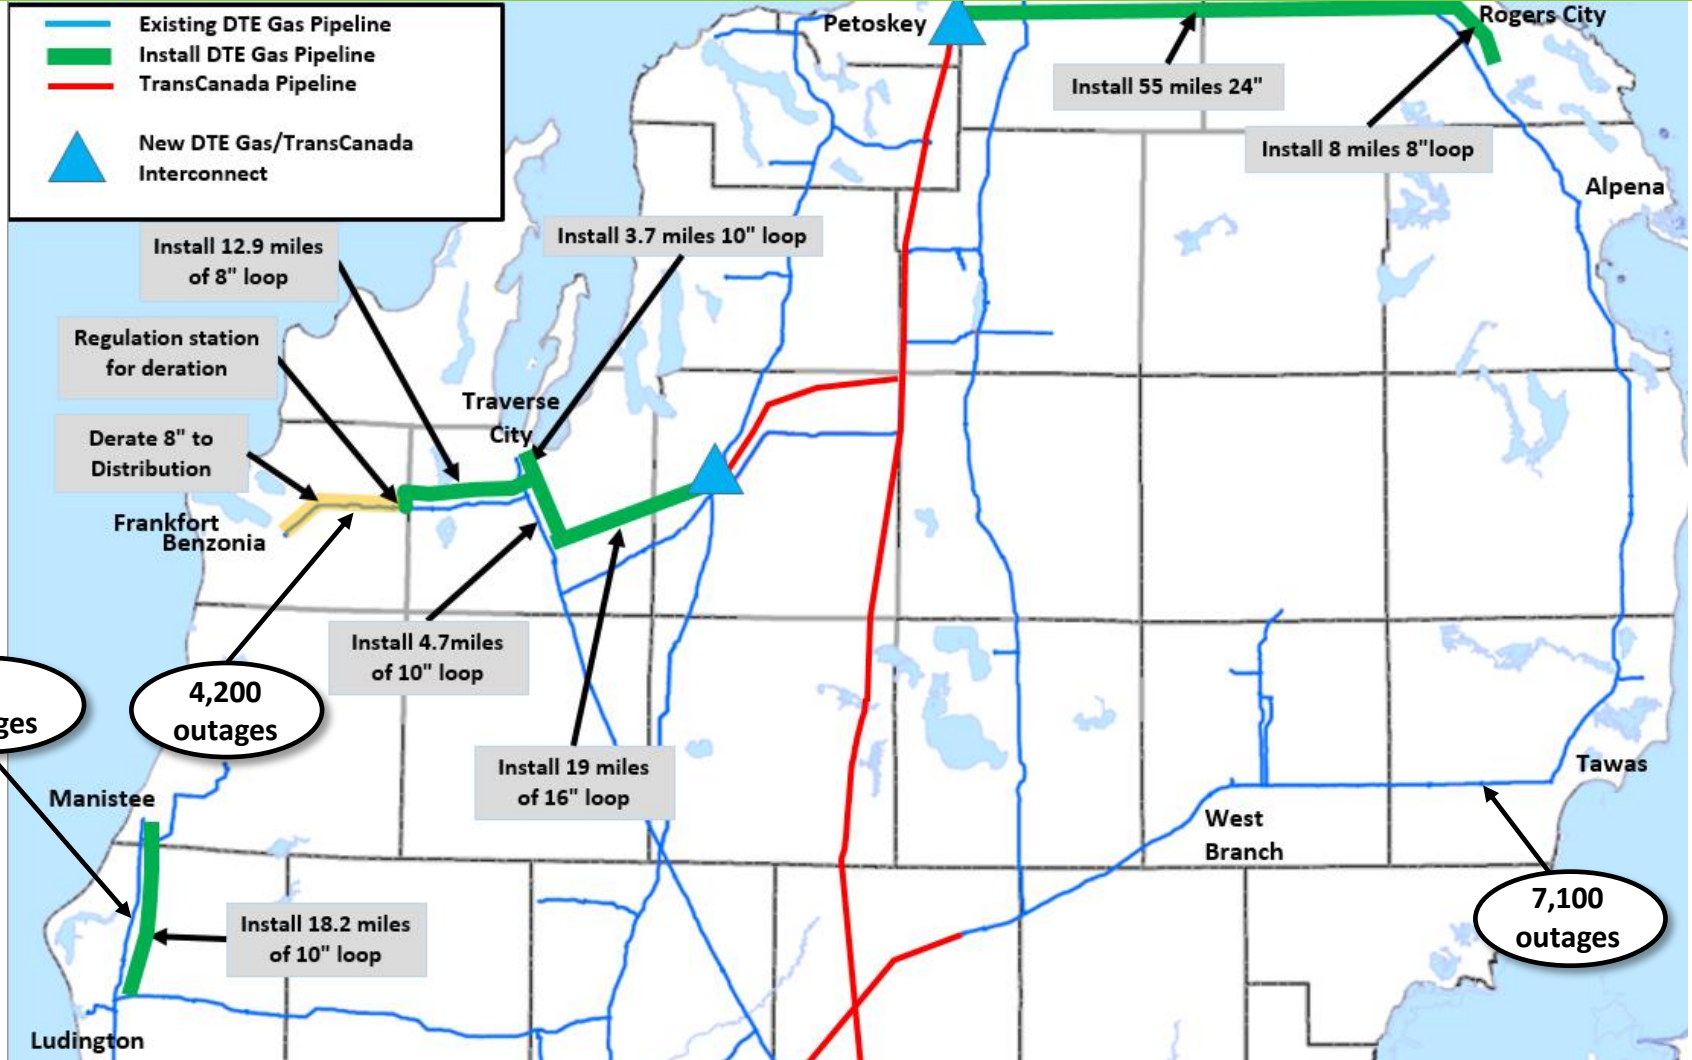 Existing DTE Gas Pipeline
Install DTE Gas Pipeline
TransCanada Pipeline
New DTE Gas/TransCanada
Interconnect
Petoskey
Rogers City
Install 55 miles 24"
Install 8 miles 8"loop
Alpena
Install 12.9 miles
of 8" loop
Install 3.7 miles 10" loop
Regulation station
for deration
Traverse
City
Derate 8" to
Distribution
Frankfort
Benzonia
Install 4.7miles
of 10" loop
4,200
outages
ges
Install 19 miles
of 16" loop
Manistee
Tawas
West
Branch
7,100
outages
Install 18.2 miles
of 10" loop
Ludington